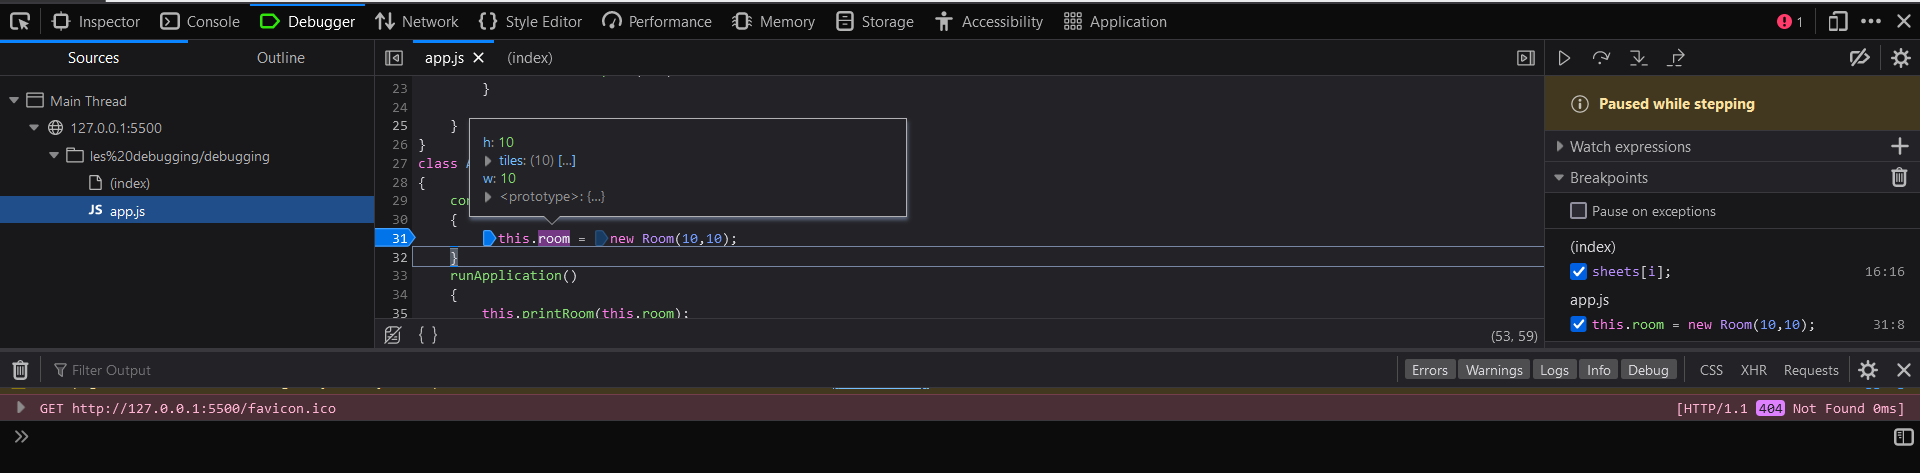 Inspector Console Debugger Network Style Editor Performance Memory Storage Accessibility Application 1
Sources Outline app.js (index)
Main Thread
127.0.0.1:5500
les%20debugging/debugging
(index)
JS app.js
23 }
24
25 }
26 }
27 class
28 {
29
30 {
31 this.room = new Room(10,10);
32 }
33 runApplication()
34 {
35 this.printRoom(this.room);
h: 10
tiles: (10) […]
w: 10
<prototype>: {…}
{ } (53, 59)
Paused while stepping
Watch expressions
Breakpoints
Pause on exceptions
(index)
sheets[i]; 16:16
app.js
this.room = new Room(10,10); 31:8
Filter Output Errors Warnings Logs Info Debug CSS XHR Requests
GET http://127.0.0.1:5500/favicon.ico [HTTP/1.1 404 Not Found 0ms]